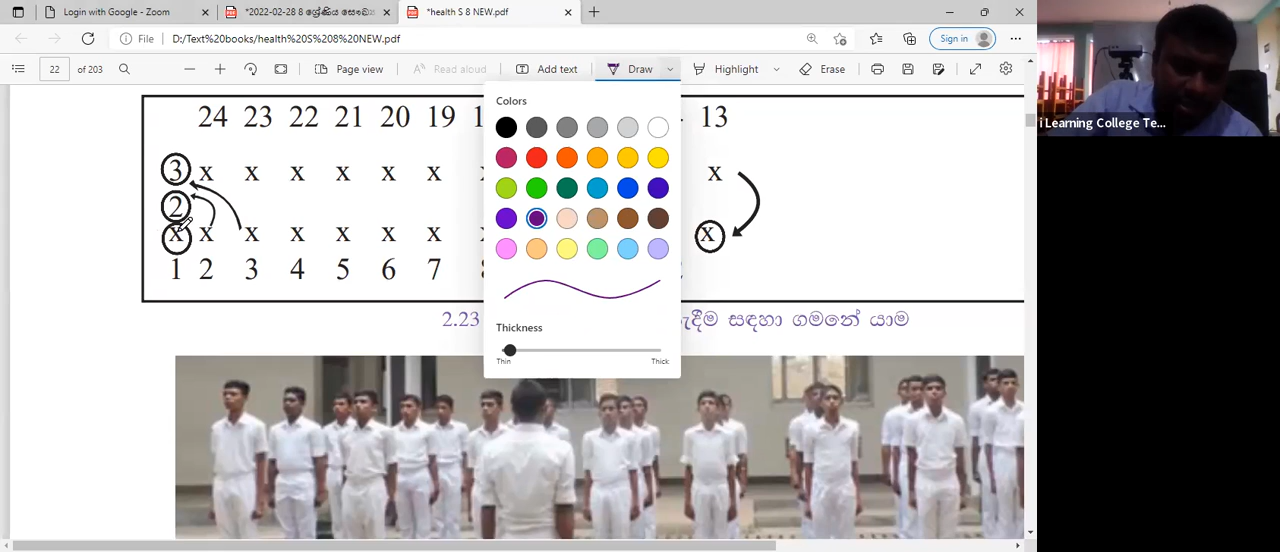 Login with Google - Zoom
*2022-02-28 8 ශ්‍රේණිය සෞඛ්‍ය
*health S 8 NEW.pdf
File
D:/Text%20books/health%20S%208%20NEW.pdf
Sign in
22 of 203
Page view
Read aloud
Add text
Draw
Highlight
Erase
Colors
24 23 22 21 20 19 1 13
3 x x x x x x x
2
x x x x x x x x
1 2 3 4 5 6 7
2.23 සඳහා ගමනේ යාම
Thickness
Thin Thick
i Learning College Te...